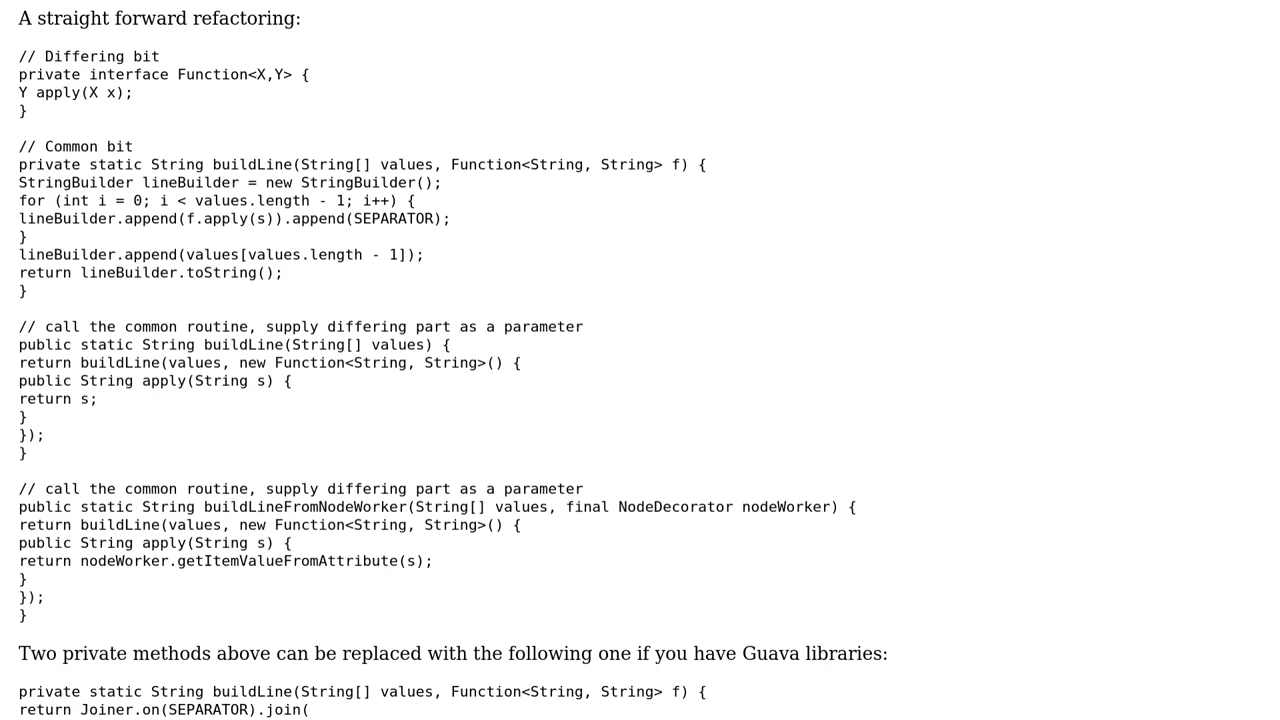 A straight forward refactoring:
// Differing bit
private interface Function<X,Y> {
Y apply(X x);
}
// Common bit
private static String buildLine(String[] values, Function<String, String> f) {
StringBuilder lineBuilder = new StringBuilder();
for (int i = 0; i < values.length - 1; i++) {
lineBuilder.append(f.apply(s)).append(SEPARATOR);
}
lineBuilder.append(values[values.length - 1]);
return lineBuilder.toString();
}
// call the common routine, supply differing part as a parameter
public static String buildLine(String[] values) {
return buildLine(values, new Function<String, String>() {
public String apply(String s) {
return s;
}
});
}
// call the common routine, supply differing part as a parameter
public static String buildLineFromNodeWorker(String[] values, final NodeDecorator nodeWorker) {
return buildLine(values, new Function<String, String>() {
public String apply(String s) {
return nodeWorker.getItemValueFromAttribute(s);
}
});
}
Two private methods above can be replaced with the following one if you have Guava libraries:
private static String buildLine(String[] values, Function<String, String> f) {
return Joiner.on(SEPARATOR).join(